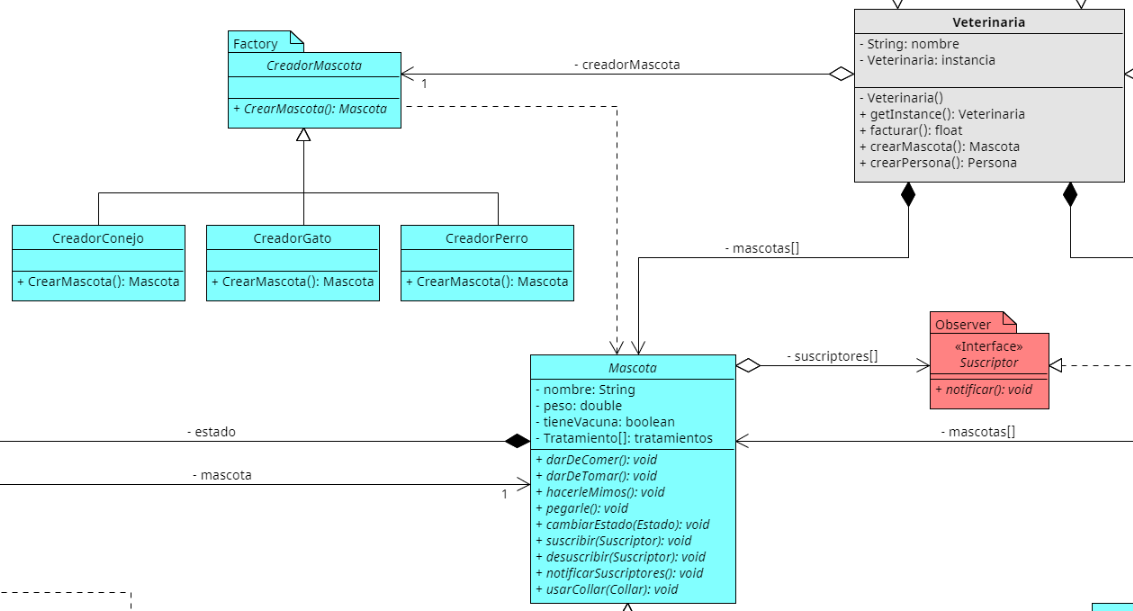 Factory
CreadorMascota
+ CrearMascota(): Mascota
- creadorMascota
1
Veterinaria
- String: nombre
- Veterinaria: instancia
- Veterinaria()
+ getInstance(): Veterinaria
+ facturar(): float
+ crearMascota(): Mascota
+ crearPersona(): Persona
CreadorConejo
+ CrearMascota(): Mascota
CreadorGato
+ CrearMascota(): Mascota
CreadorPerro
+ CrearMascota(): Mascota
- mascotas[]
Observer
«Interface»
Suscriptor
+ notificar(): void
- suscriptores[]
Mascota
- nombre: String
- peso: double
- tieneVacuna: boolean
- Tratamiento[]: tratamientos
+ darDeComer(): void
+ darDeTomar(): void
+ hacerleMimos(): void
+ pegarle(): void
+ cambiarEstado(Estado): void
+ suscribir(Suscriptor): void
+ desuscribir(Suscriptor): void
+ notificarSuscriptores(): void
+ usarCollar(Collar): void
- estado
- mascota
1
- mascotas[]